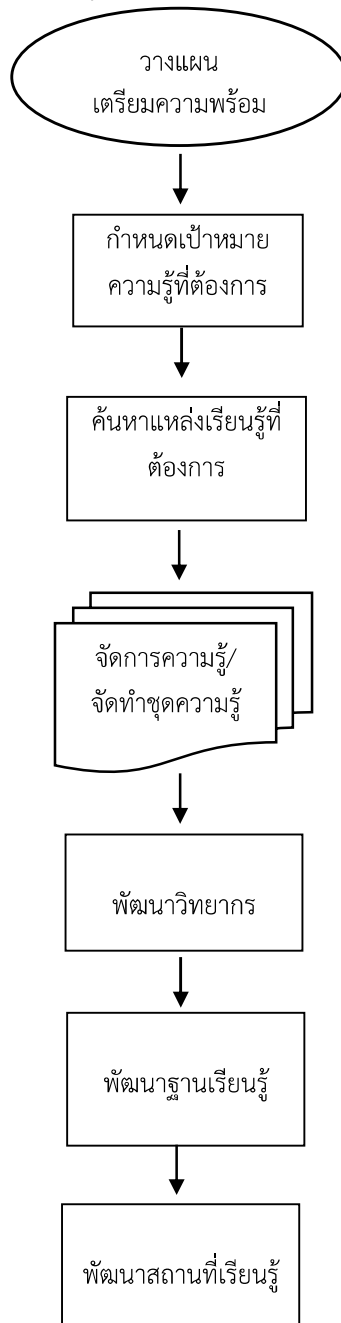 วางแผน
เตรียมความพร้อม
กำหนดเป้าหมาย
ความรู้ที่ต้องการ
ค้นหาแหล่งเรียนรู้ที่
ต้องการ
จัดการความรู้/
จัดทำชุดความรู้
พัฒนาวิทยากร
พัฒนาฐานเรียนรู้
พัฒนาสถานที่เรียนรู้